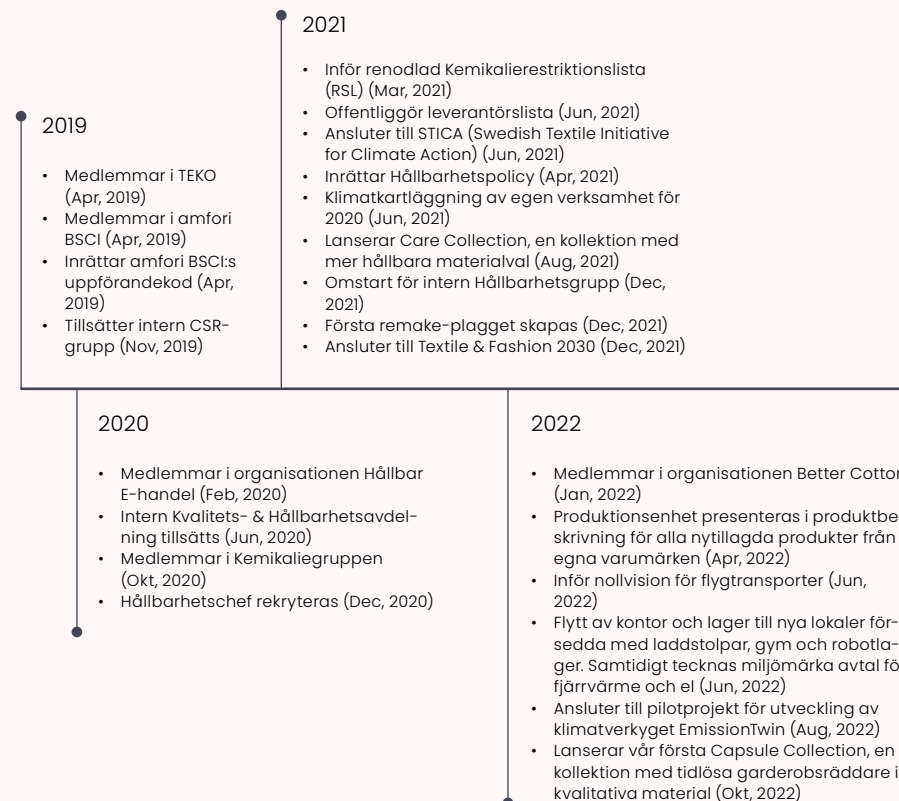 2019
• Medlemmar i TEKO
(Apr, 2019)
• Medlemmar i amfori
BSCI (Apr, 2019)
• Inrättar amfori BSCI:s
uppförandekod (Apr,
2019)
• Tillsätter intern CSR-
grupp (Nov, 2019)
2020
• Medlemmar i organisationen Hållbar
E-handel (Feb, 2020)
• Intern Kvalitets- & Hållbarhetsavdel-
ning tillsätts (Jun, 2020)
• Medlemmar i Kemikaliegruppen
(Okt, 2020)
• Hållbarhetschef rekryteras (Dec, 2020)
2021
• Inför renodlad Kemikalierestriktionslista
(RSL) (Mar, 2021)
• Offentliggör leverantörslista (Jun, 2021)
• Ansluter till STICA (Swedish Textile Initiative
for Climate Action) (Jun, 2021)
• Inrättar Hållbarhetspolicy (Apr, 2021)
• Klimatkartläggning av egen verksamhet för
2020 (Jun, 2021)
• Lanserar Care Collection, en kollektion med
mer hållbara materialval (Aug, 2021)
• Omstart för intern Hållbarhetsgrupp (Dec,
2021)
• Första remake-plagget skapas (Dec, 2021)
• Ansluter till Textile & Fashion 2030 (Dec, 2021)
2022
• Medlemmar i organisationen Better Cotton
(Jan, 2022)
• Produktionsenhet presenteras i produktbe
skrivning för alla nytillagda produkter från
egna varumärken (Apr, 2022)
• Inför nollvision för flygtransporter (Jun,
2022)
• Flytt av kontor och lager till nya lokaler för-
sedda med laddstolpar, gym och robotla-
ger. Samtidigt tecknas miljömärka avtal fö
fjärrvärme och el (Jun, 2022)
• Ansluter till pilotprojekt för utveckling av
klimatverkyget EmissionTwin (Aug, 2022)
• Lanserar vår första Capsule Collection, en
kollektion med tidlösa garderobsräddare i
kvalitativa material (Okt, 2022)